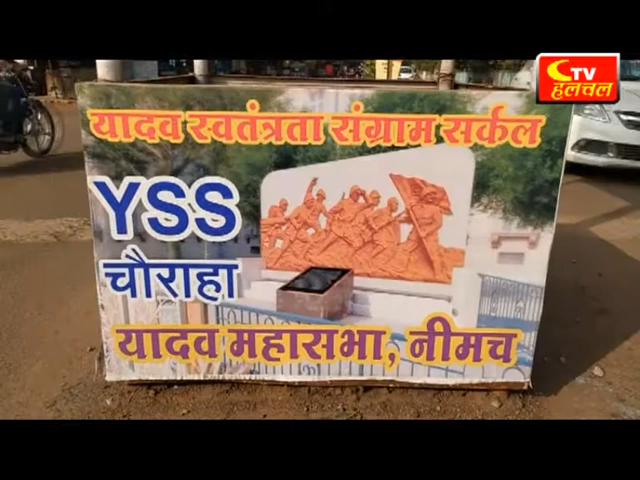 TV
हलचल
यादव स्वतंत्रता संग्राम सर्कल
YSS
चौराहा
यादव महासभा, नीमच